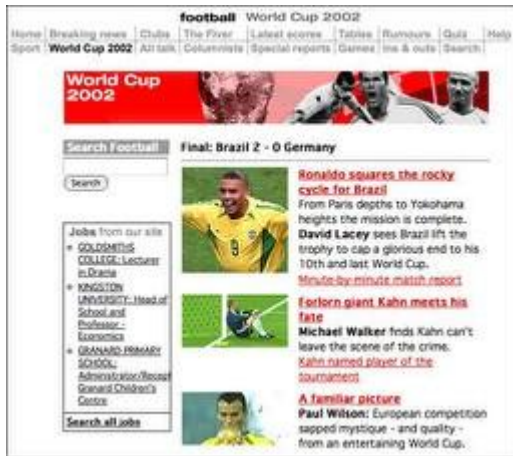 football World Cup 2002
Home Breaking news Clubs The Fiver Latest scores Tables Rumours Quiz Help
Sport World Cup 2002 All talk Columnists Special reports Games Ins & outs Search
World Cup
2002
Search Football
Search
Jobs from our site
GOLDSMITHS
COLLEGE: Lecturer
in Drama
KINGSTON
UNIVERSITY: Head of
School and
Professor -
Economics
GRANARD PRIMARY
SCHOOL:
Administrator/Recept
Granard Children's
Centre
Search all jobs
Final: Brazil 2 - 0 Germany
Ronaldo squares the rocky
cycle for Brazil
From Paris depths to Yokohama
heights the mission is complete.
David Lacey sees Brazil lift the
trophy to cap a glorious end to his
10th and last World Cup.
Minute-by-minute match report
Forlorn giant Kahn meets his
fate
Michael Walker finds Kahn can't
leave the scene of the crime.
Kahn named player of the
tournament
A familiar picture
Paul Wilson: European competition
sapped mystique - and quality -
from an entertaining World Cup.